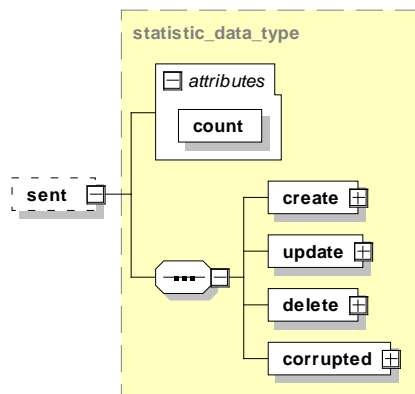 statistic_data_type
attributes
count
sent
create
update
delete
corrupted